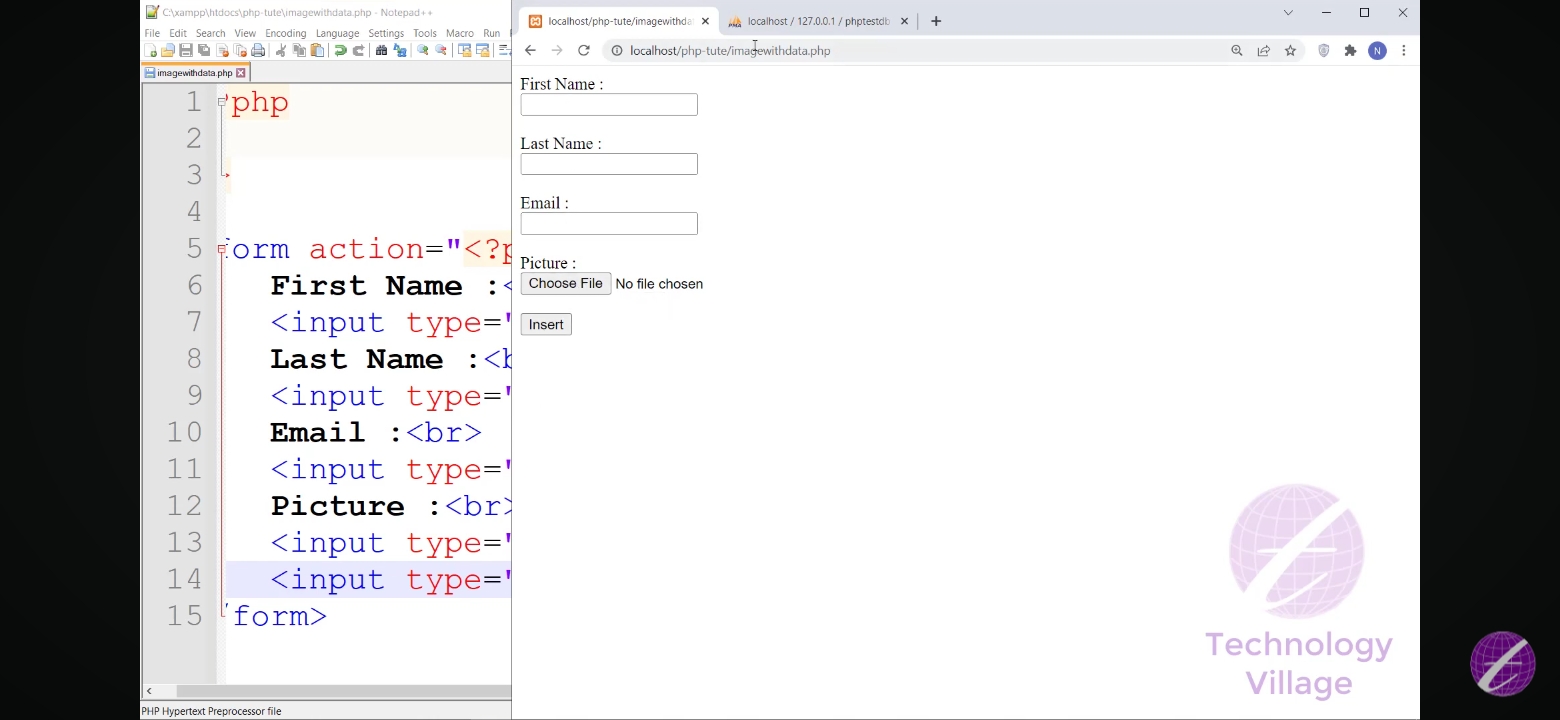 C:\xampp\htdocs\php-tute\imagewithdata.php - Notepad++
File Edit Search View Encoding Language Settings Tools Macro Run
imagewithdata.php
1 ?php
2
3 >
4
5 form action="<?p
6 First Name :<
7 <input type="
8 Last Name :<b
9 <input type="
10 Email :<br>
11 <input type="
12 Picture :<br>
13 <input type="
14 <input type="
15 /form>
PHP Hypertext Preprocessor file
localhost/php-tute/imagewithdat
localhost / 127.0.0.1 / phptestdb
localhost/php-tute/imagewithdata.php
N
First Name :
Last Name :
Email :
Picture :
Choose File No file chosen
Insert
Technology
Village